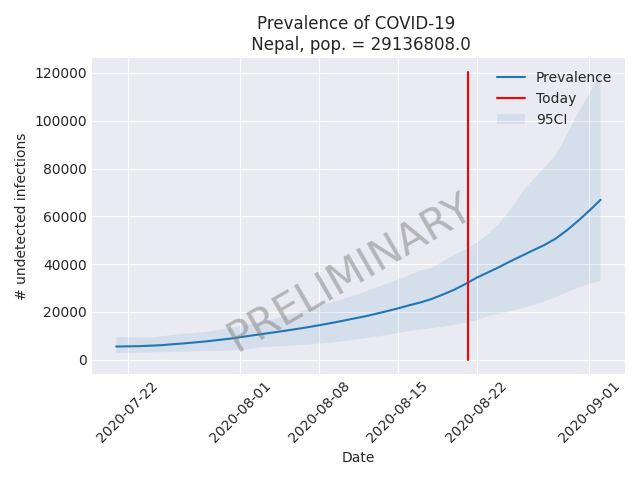 Prevalence of COVID-19
Nepal, pop. = 29136808.0
120000
100000
80000
60000
40000
20000
0
# undetected infections
Prevalence
Today
95CI
PRELIMINARY
2020-07-22
2020-08-01
2020-08-08
2020-08-15
2020-08-22
2020-09-01
Date